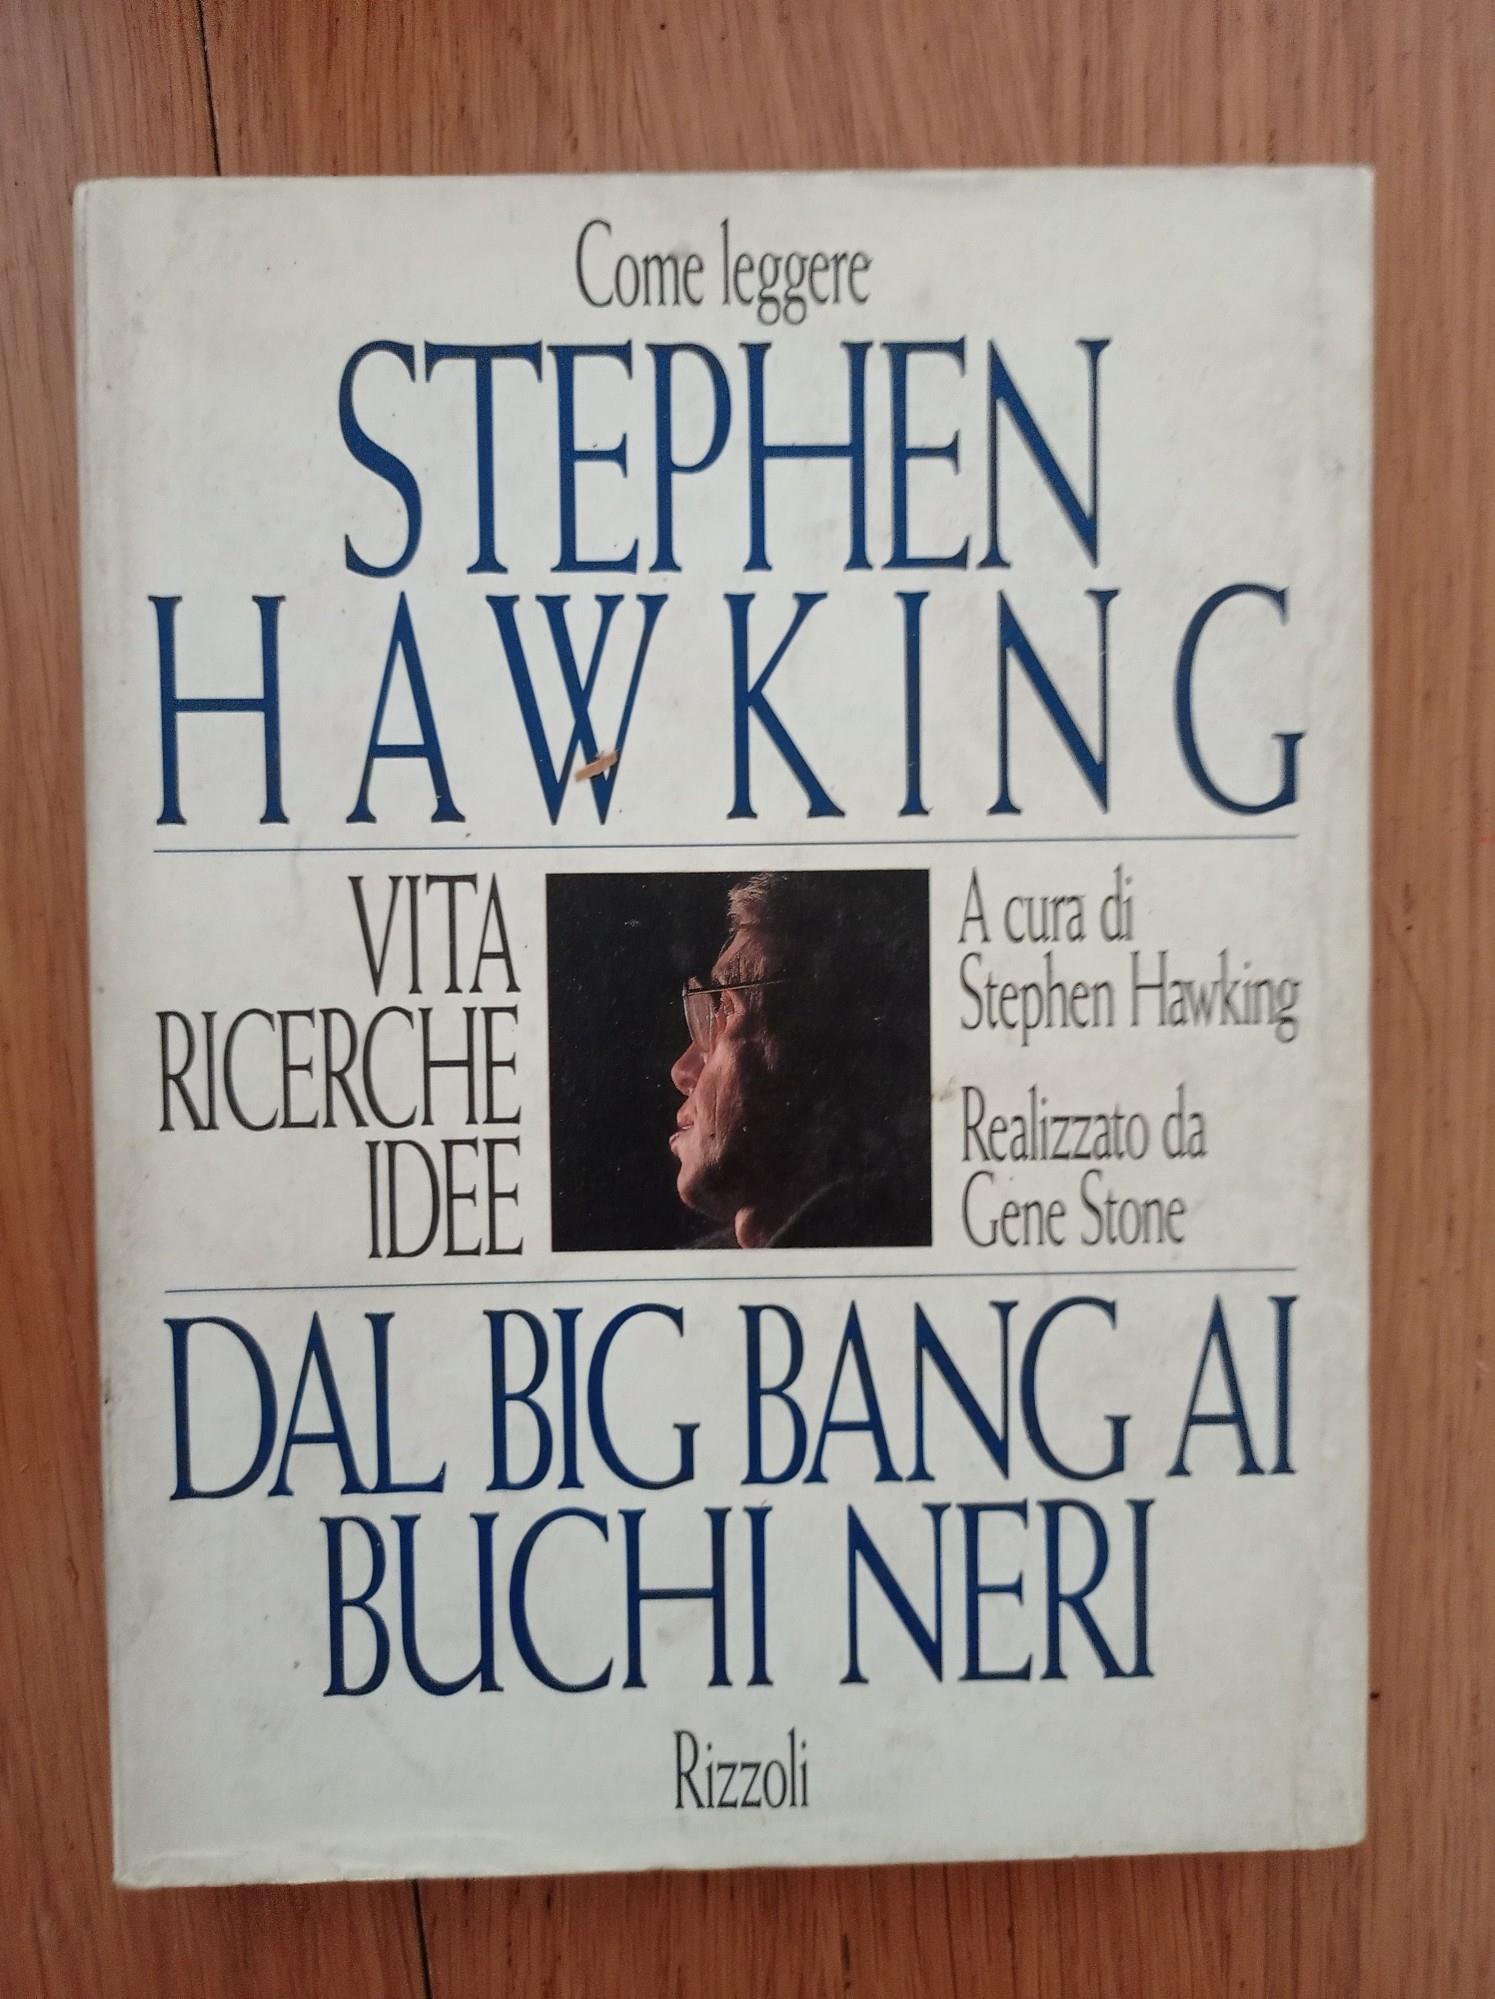 Come leggere
STEPHEN
HAWKING
VITA
RICERCHE
IDEE
A cura di
Stephen Hawking
Realizzato da
Gene Stone
DAL BIG BANG AI
BUCHI NERI
Rizzoli